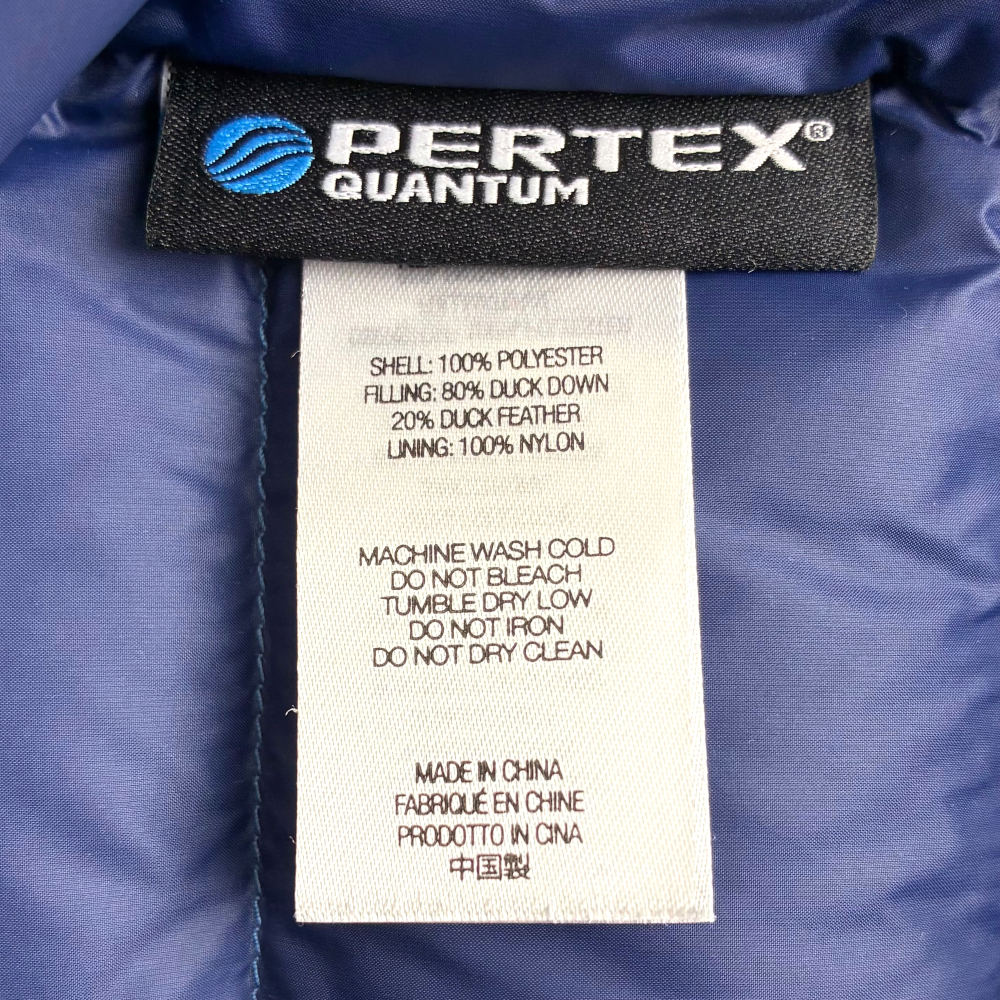 PERTEX®
QUANTUM
SHELL: 100% POLYESTER
FILLING: 80% DUCK DOWN
20% DUCK FEATHER
LINING: 100% NYLON
MACHINE WASH COLD
DO NOT BLEACH
TUMBLE DRY LOW
DO NOT IRON
DO NOT DRY CLEAN
MADE IN CHINA
FABRIQUÉ EN CHINE
PRODOTTO IN CINA
中国製